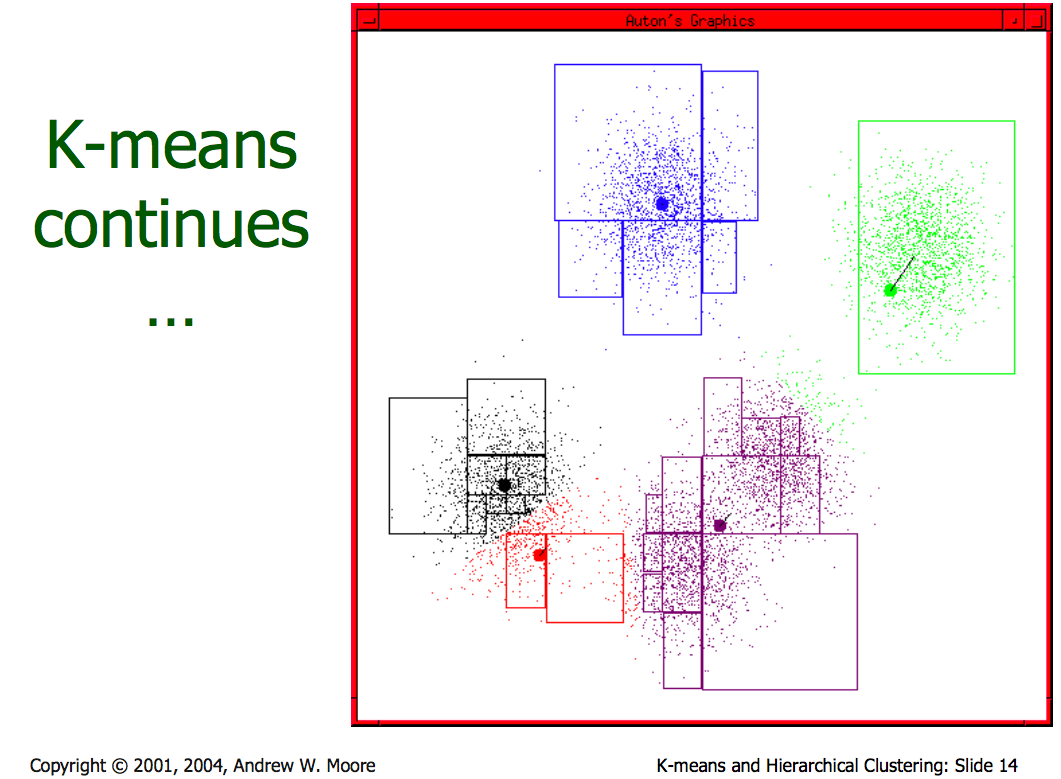 Auton's Graphics
K-means
continues
...
Copyright © 2001, 2004, Andrew W. Moore
K-means and Hierarchical Clustering: Slide 14